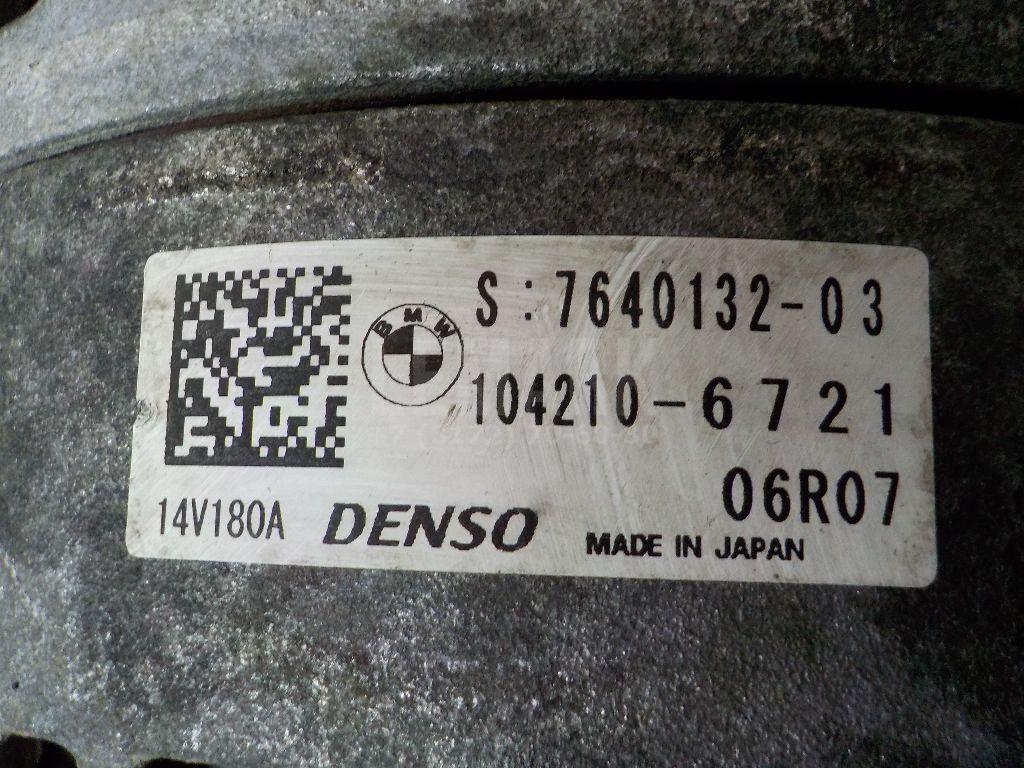 S : 7640132-03
BMW
104210-6721
06R07
14V180A DENSO MADE IN JAPAN